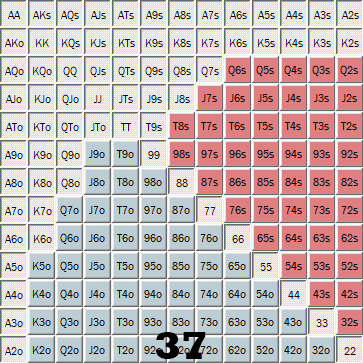 AA AKs AQs AJs ATs A9s A8s A7s A6s A5s A4s A3s A2s
AKo KK KQs KJs KTs K9s K8s K7s K6s K5s K4s K3s K2s
AQo KQo QQ QJs QTs Q9s Q8s Q7s Q6s Q5s Q4s Q3s Q2s
AJo KJo QJo JJ JTs J9s J8s J7s J6s J5s J4s J3s J2s
ATo KTo QTo JTo TT T9s T8s T7s T6s T5s T4s T3s T2s
A9o K9o Q9o J9o T9o 99 98s 97s 96s 95s 94s 93s 92s
A8o K8o Q8o J8o T8o 98o 88 87s 86s 85s 84s 83s 82s
A7o K7o Q7o J7o T7o 97o 87o 77 76s 75s 74s 73s 72s
A6o K6o Q6o J6o T6o 96o 86o 76o 66 65s 64s 63s 62s
A5o K5o Q5o J5o T5o 95o 85o 75o 65o 55 54s 53s 52s
A4o K4o Q4o J4o T4o 94o 84o 74o 64o 54o 44 43s 42s
A3o K3o Q3o J3o T3o 93o 83o 73o 63o 53o 43o 33 32s
A2o K2o Q2o J2o T2o 92o 62o 52o 42o 32o 22
37